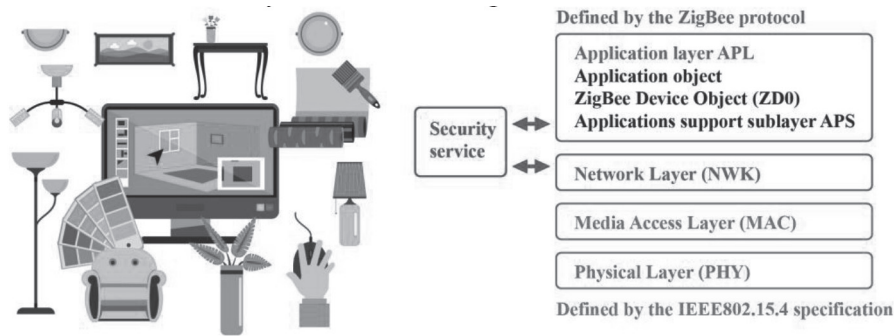 Defined by the ZigBee protocol
Application layer APL
Application object
ZigBee Device Object (ZD0)
Applications support sublayer APS
Security
service
Network Layer (NWK)
Media Access Layer (MAC)
Physical Layer (PHY)
Defined by the IEEE802.15.4 specification